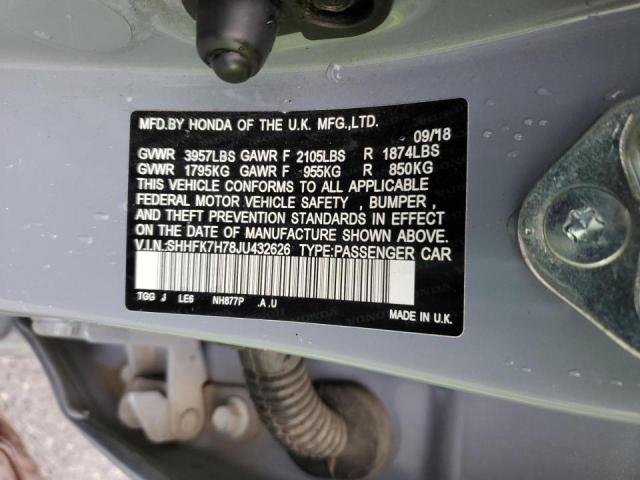 MFD.BY HONDA OF THE U.K. MFG.,LTD.
09/18
GVWR 3957LBS GAWR F 2105LBS R 1874LBS
GVWR 1795KG GAWR F 955KG R 850KG
THIS VEHICLE CONFORMS TO ALL APPLICABLE
FEDERAL MOTOR VEHICLE SAFETY , BUMPER ,
AND THEFT PREVENTION STANDARDS IN EFFECT
ON THE DATE OF MANUFACTURE SHOWN ABOVE.
V.I.N.:SHHFK7H78JU432626 TYPE:PASSENGER CAR
TGG J LE6 NH877P .A .U
MADE IN U.K.